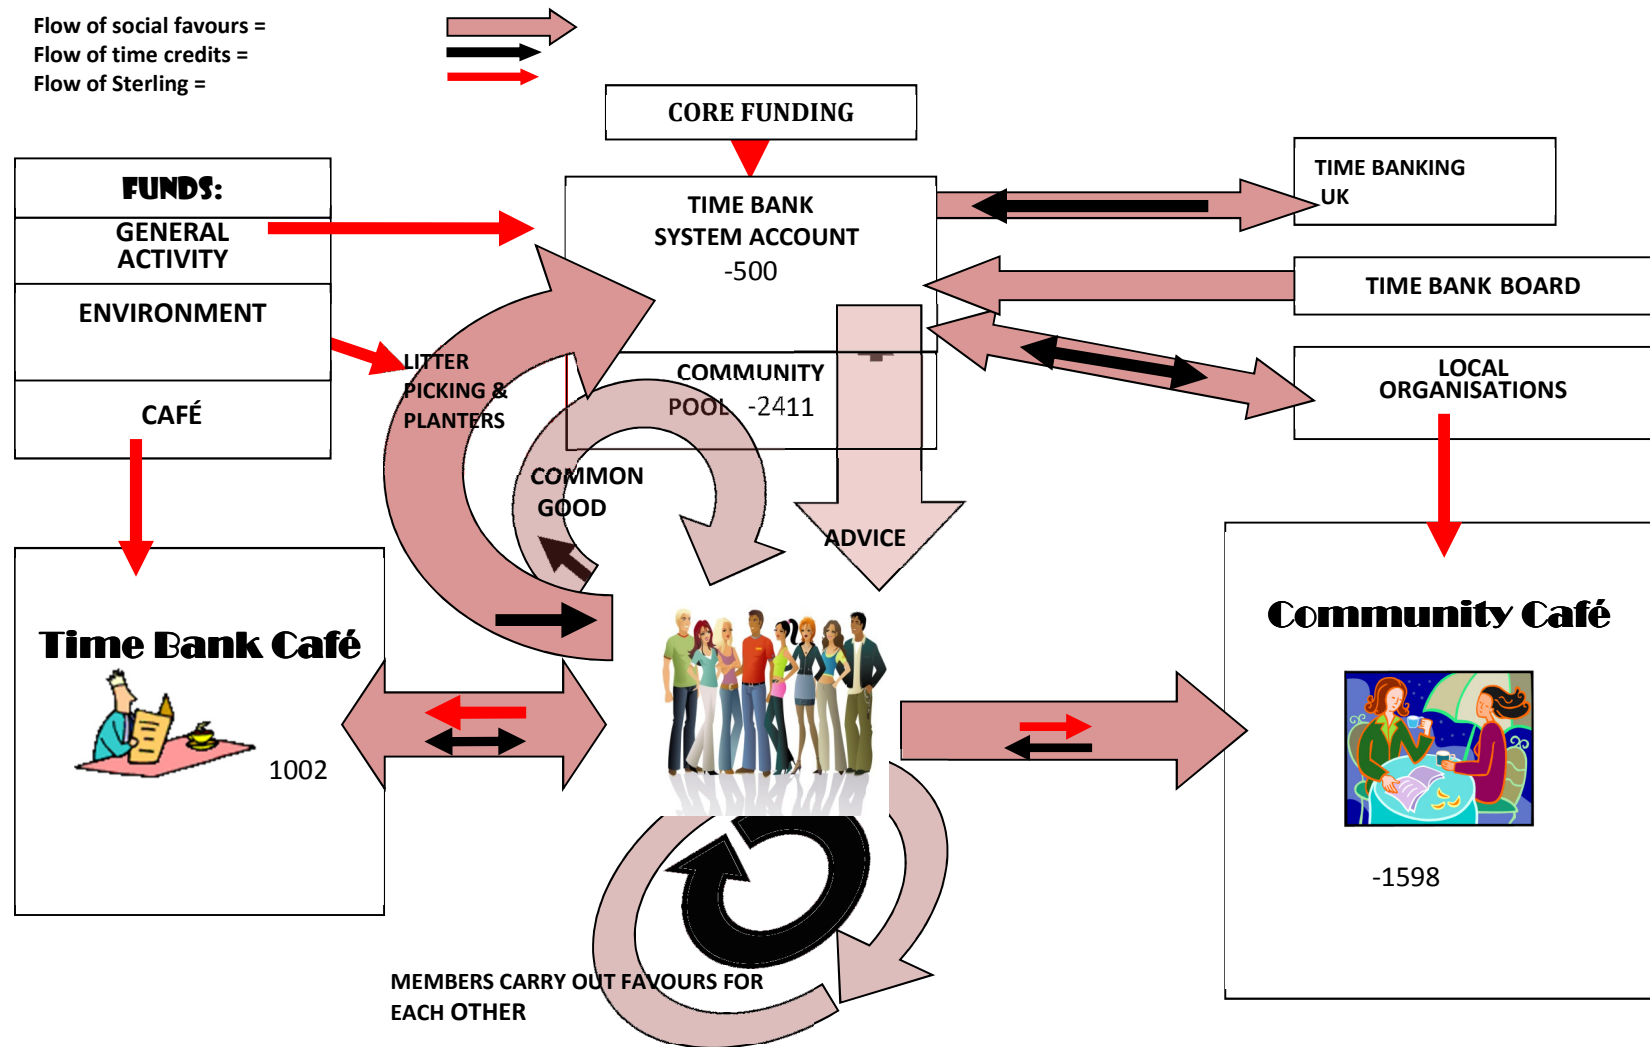 Flow of social favours =
Flow of time credits =
Flow of Sterling =
CORE FUNDING
FUNDS:
GENERAL
ACTIVITY
ENVIRONMENT
CAFÉ
TIME BANK
SYSTEM ACCOUNT
-500
COMMUNITY
POOL -2411
TIME BANKING
UK
TIME BANK BOARD
LOCAL
ORGANISATIONS
LITTER
PICKING &
PLANTERS
COMMON
GOOD
ADVICE
Time Bank Café
1002
Community Café
-1598
MEMBERS CARRY OUT FAVOURS FOR
EACH OTHER